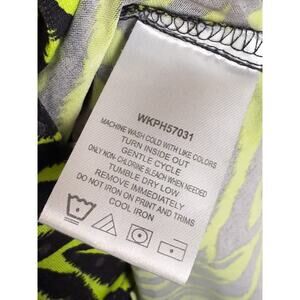 WKPH57031
MACHINE WASH COLD WITH LIKE COLORS
TURN INSIDE OUT
GENTLE CYCLE
ONLY NON-CHLORINE BLEACH WHEN NEEDED
TUMBLE DRY LOW
REMOVE IMMEDIATELY
DO NOT IRON ON PRINT AND TRIMS
COOL IRON